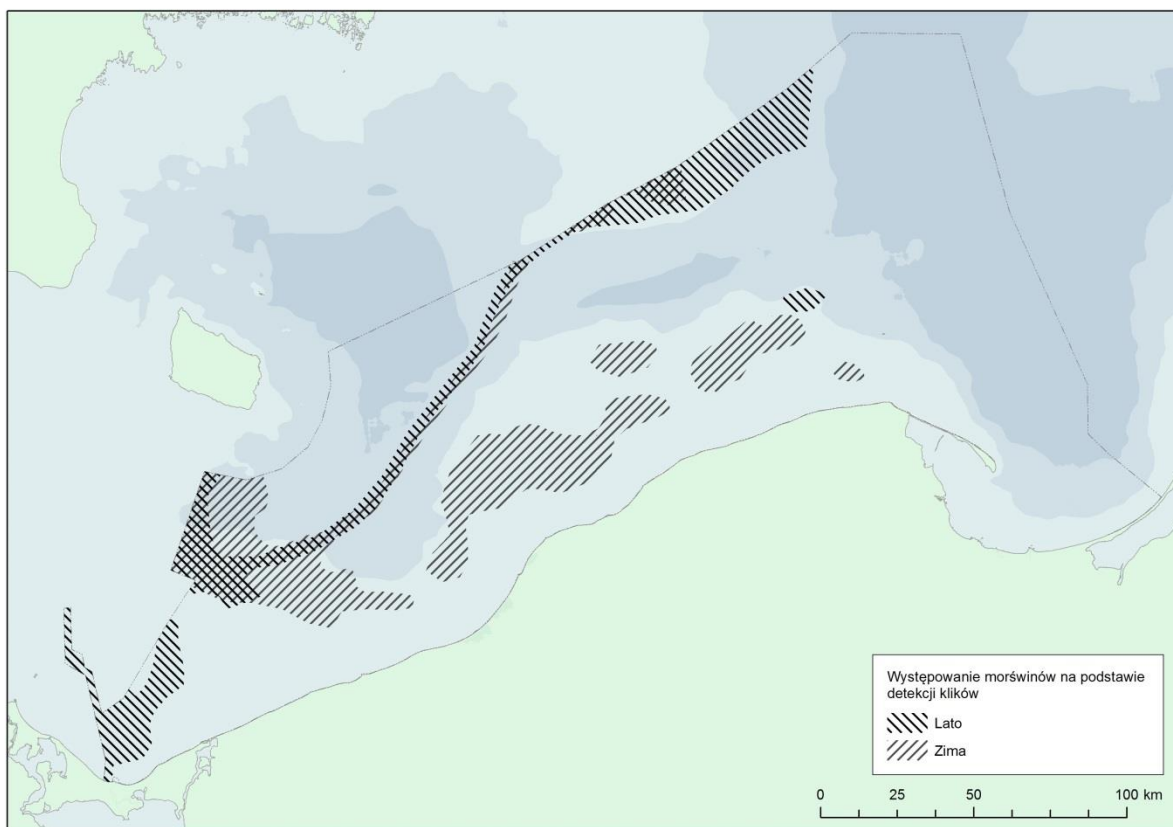 Występowanie morświnów na podstawie
detekcji klików
Lato
Zima
0 25 50 100 km